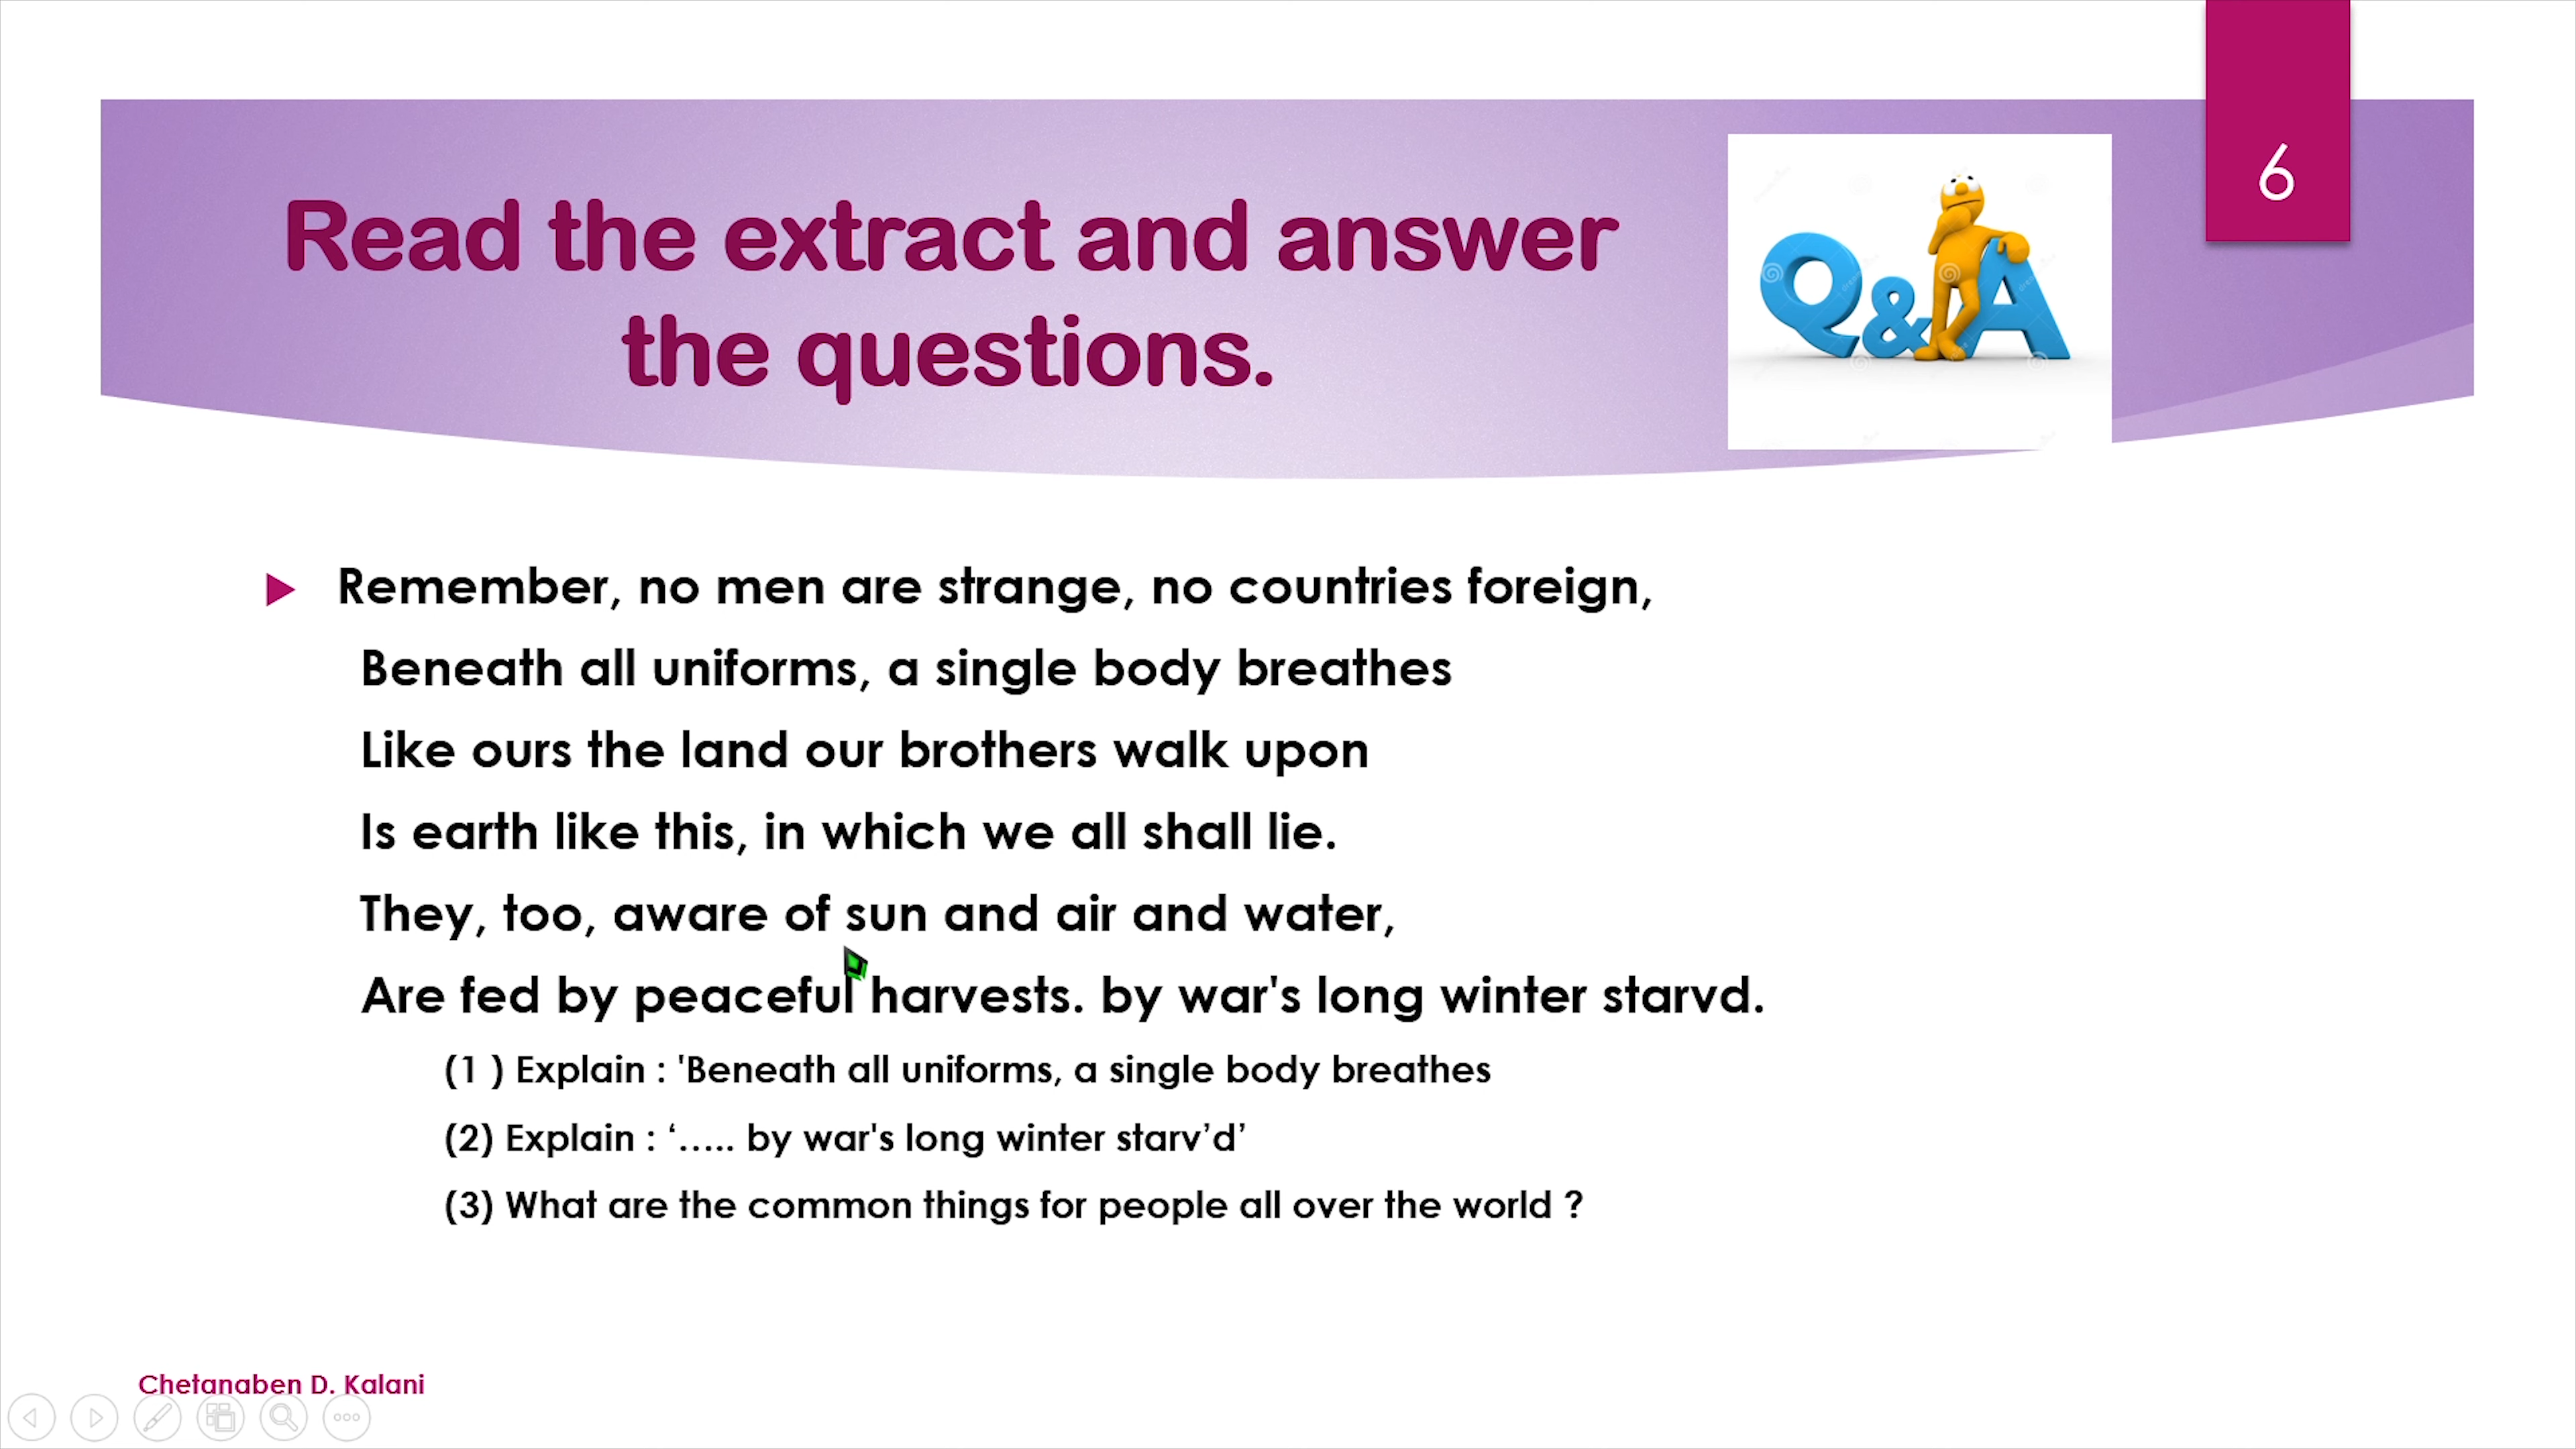 6
Read the extract and answer
the questions.
Q&A
Remember, no men are strange, no countries foreign,
Beneath all uniforms, a single body breathes
Like ours the land our brothers walk upon
Is earth like this, in which we all shall lie.
They, too, aware of sun and air and water,
Are fed by peaceful harvests. by war's long winter starvd.
(1 ) Explain : 'Beneath all uniforms, a single body breathes
(2) Explain : ‘..... by war's long winter starv’d’
(3) What are the common things for people all over the world ?
Chetanaben D. Kalani